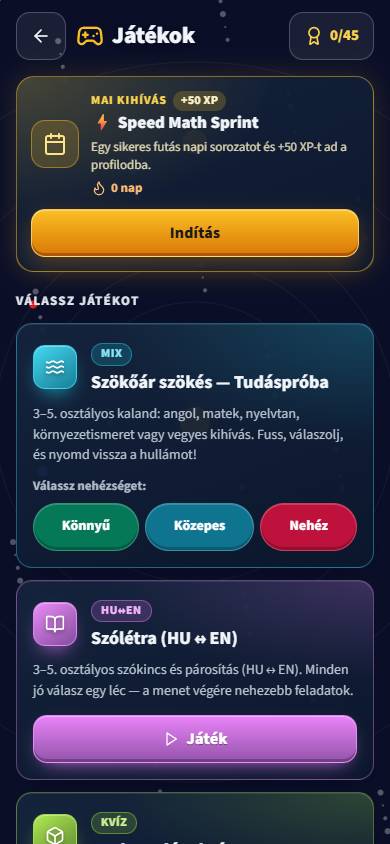 Játékok
0/45
MAI KIHÍVÁS +50 XP
Speed Math Sprint
Egy sikeres futás napi sorozatot és +50 XP-t ad a
profilodba.
0 nap
Indítás
VÁLASSZ JÁTÉKOT
MIX
Szökőár szökés — Tudáspróba
3–5. osztályos kaland: angol, matek, nyelvtan,
környezetismeret vagy vegyes kihívás. Fuss, válaszolj,
és nyomd vissza a hullámot!
Válassz nehézséget:
Könnyű
Közepes
Nehéz
HU↔EN
Szólétra (HU ↔ EN)
3–5. osztályos szókincs és párosítás (HU↔EN). Minden
jó válasz egy léc — a menet végére nehezebb feladatok.
Játék
KVÍZ